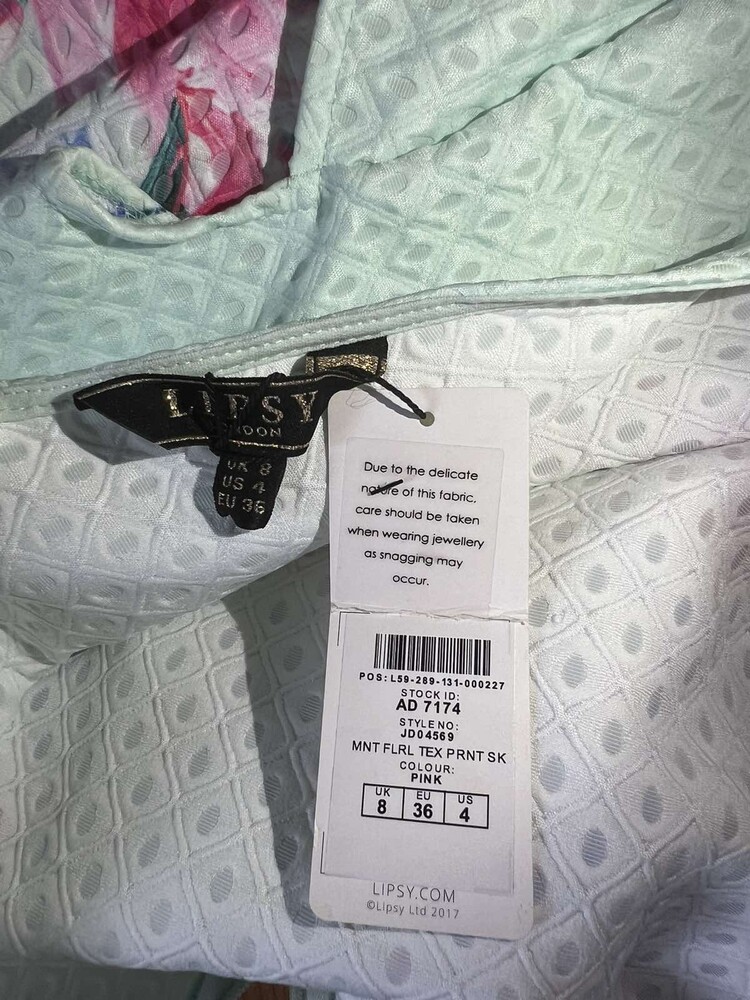 LIPSY
LONDON
UK 8
US 4
EU 36
Due to the delicate
nature of this fabric,
care should be taken
when wearing jewellery
as snagging may
occur.
POS: L59-289-131-000227
STOCK ID:
AD 7174
STYLE NO:
JD04569
MNT FLRL TEX PRNT SK
COLOUR:
PINK
UK EU US
8 36 4
LIPSY.COM
©Lipsy Ltd 2017